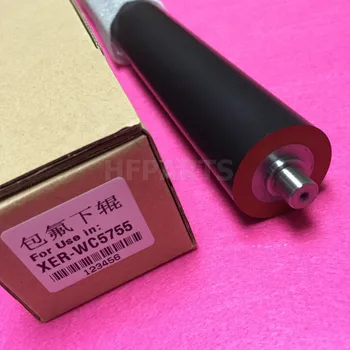 HFPARTS
包氟下辊
For Use in:
XER-WC5755
123456